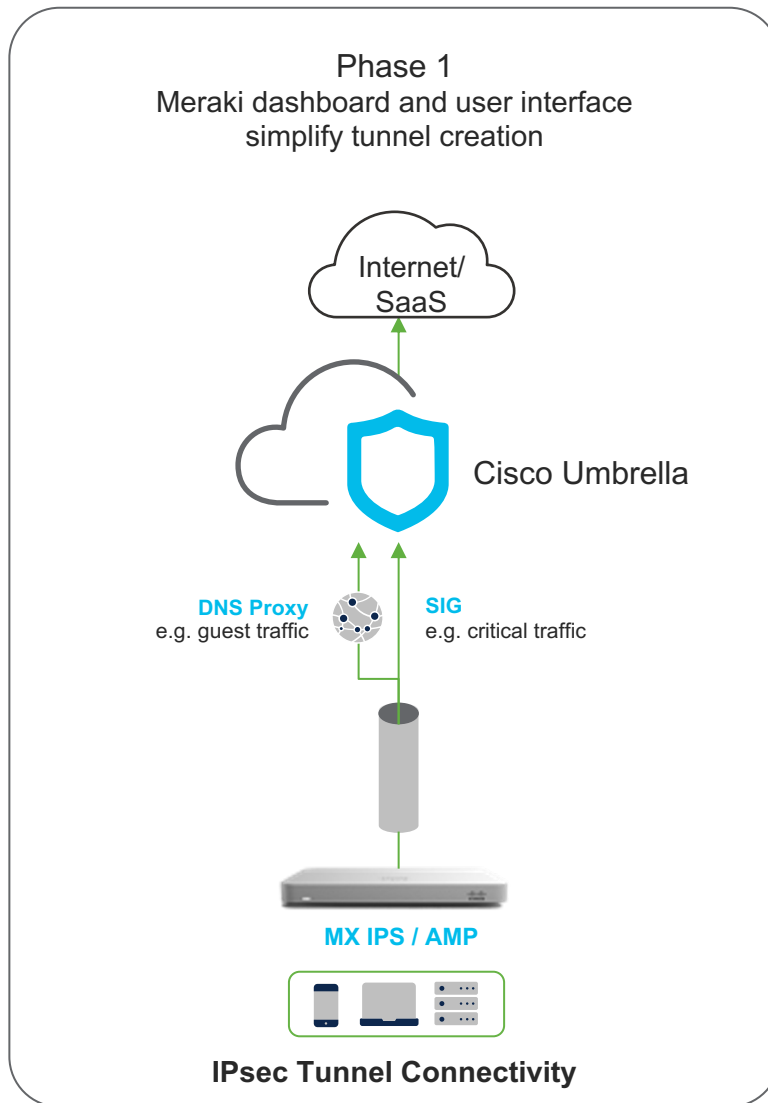 Phase 1
Meraki dashboard and user interface
simplify tunnel creation
Internet/
SaaS
Cisco Umbrella
DNS Proxy
e.g. guest traffic
SIG
e.g. critical traffic
MX IPS / AMP
IPsec Tunnel Connectivity